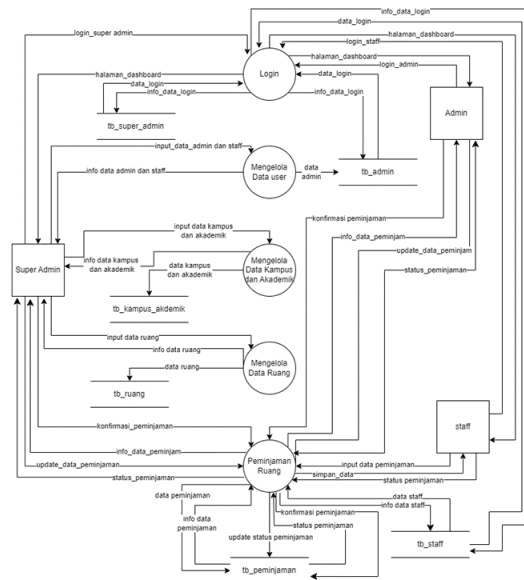 info_data_login
data_login
login_super admin
halaman_dashboard
login_staff
halaman_dashboard
login_admin
halaman_dashboard
Login
data_login
data_login
info_data_login
info_data_login
Admin
tb_super_admin
input_data_admin dan staff
tb_admin
info data admin dan staff
Mengelola
Data user
data
admin
konfirmasi peminjaman
input data kampus
dan akademik
info_data_peminjam
update_data_peminjam
Super Admin
info data kampus
dan akademik
data kampus
dan akademik
Mengelola
Data Kampus
dan Akademik
status_peminjaman
tb_kampus_akdemik
input data ruang
info data ruang
Mengelola
Data Ruang
data ruang
tb_ruang
konfirmasi_peminjaman
staff
info_data_peminjam
Peminjaman
Ruang
input data peminjaman
update_data_peminjaman
simpan_data
status_peminjaman
status peminjaman
data peminjaman
data staff
info data staff
info data
peminjaman
konfirmasi peminjaman
status peminjaman
update status peminjaman
tb_staff
tb_peminjaman